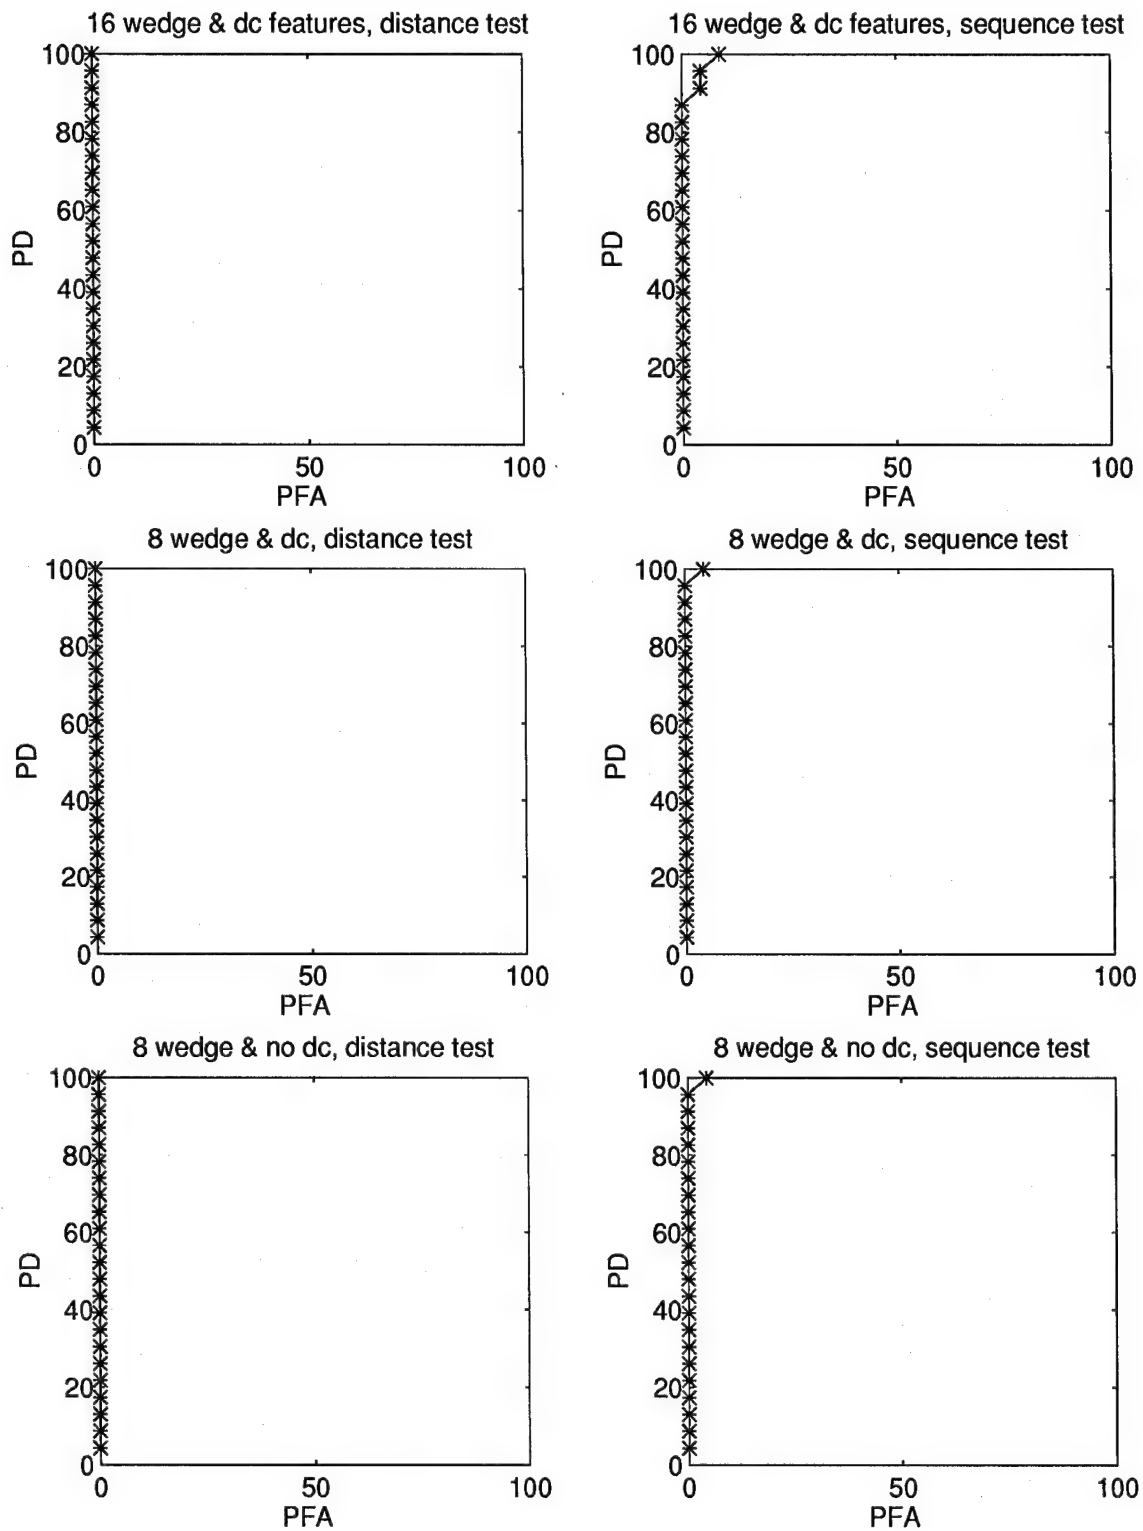 16 wedge & dc features, distance test
100
80
60
40
20
0
PD
0 50 100
PFA
16 wedge & dc features, sequence test
100
80
60
40
20
0
PD
0 50 100
PFA
8 wedge & dc, distance test
100
80
60
40
20
0
PD
0 50 100
PFA
8 wedge & dc, sequence test
100
80
60
40
20
0
PD
0 50 100
PFA
8 wedge & no dc, distance test
100
80
60
40
20
0
PD
0 50 100
PFA
8 wedge & no dc, sequence test
100
80
60
40
20
0
PD
0 50 100
PFA